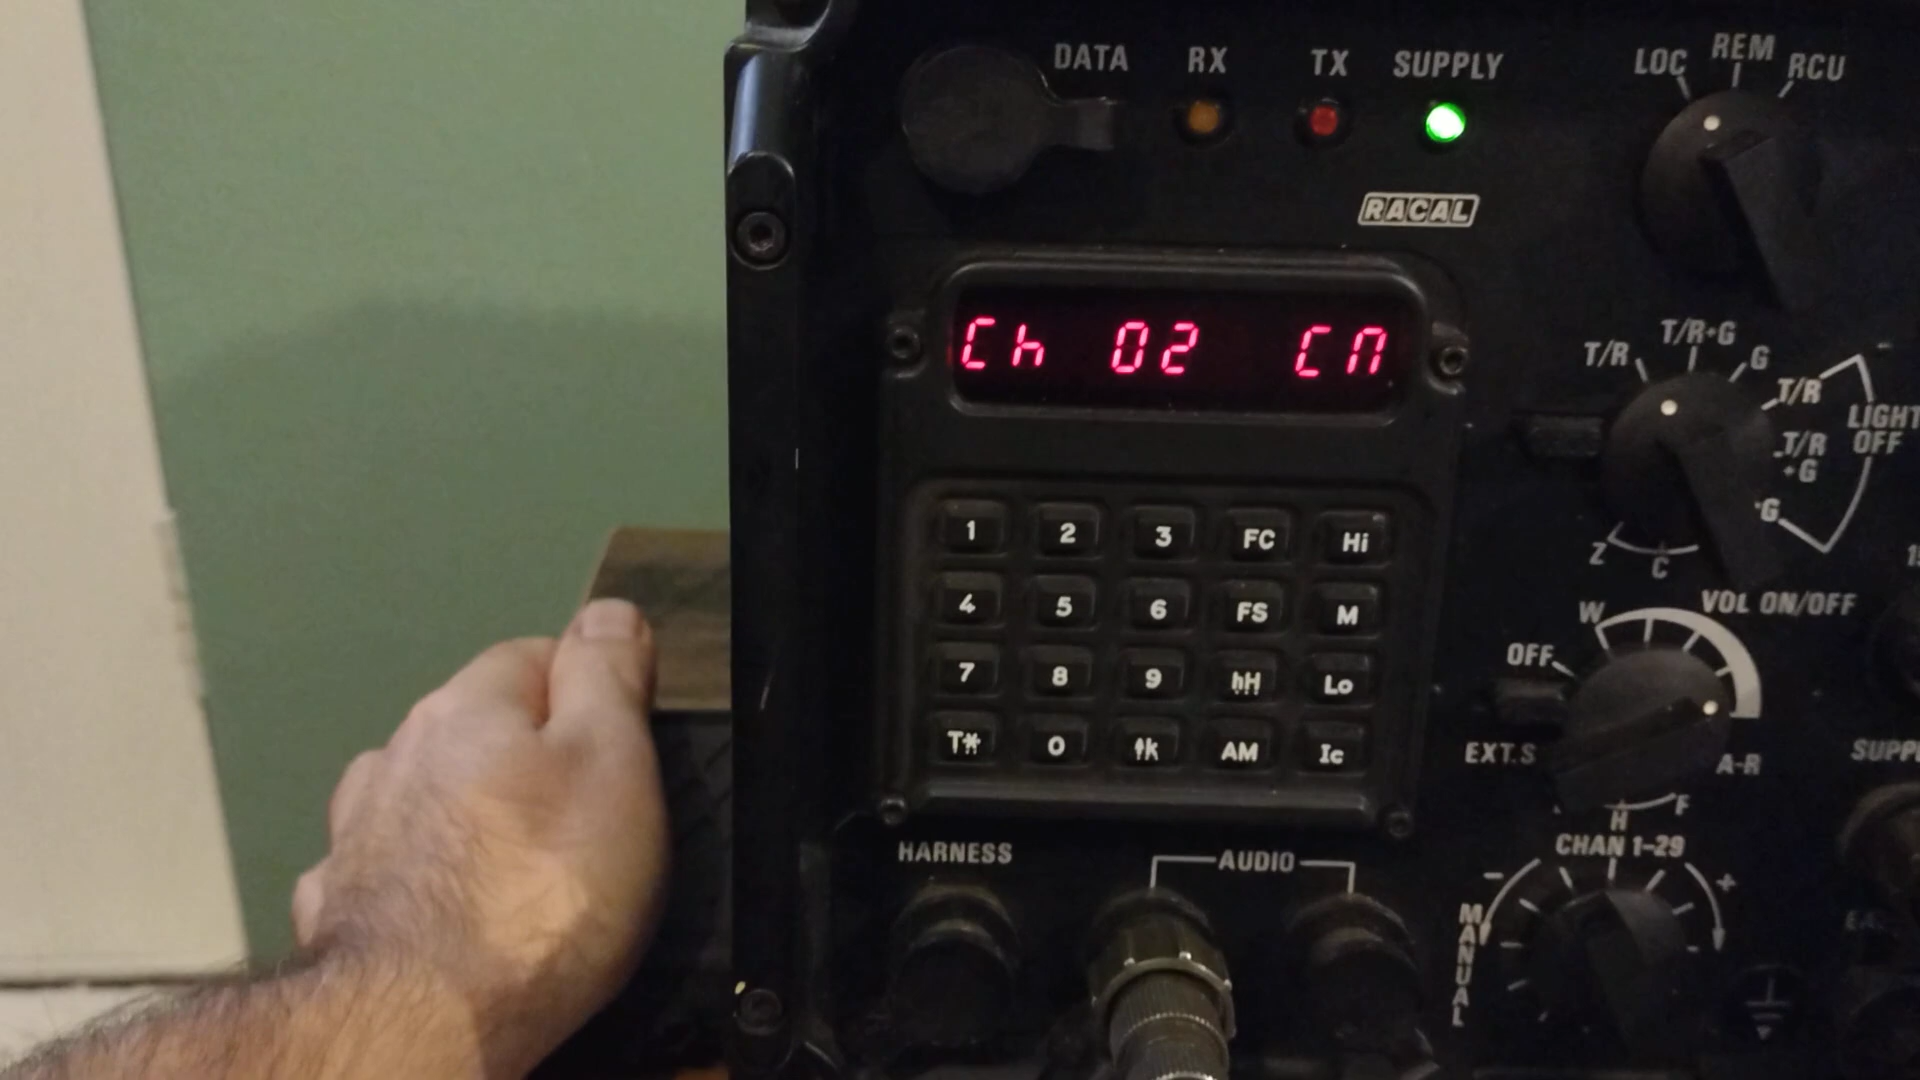 DATA RX TX SUPPLY
LOC REM RCU
RACAL
Ch 02 CN
T/R T/R+G G
T/R
LIGHT
OFF
T/R
+G
G
Z C
1 2 3 FC Hi
4 5 6 FS M
7 8 9 hH Lo
T* 0 k AM Ic
VOL ON/OFF
W
OFF
EXT.S A-R
F
H
HARNESS AUDIO
CHAN 1-29
- +
MANUAL